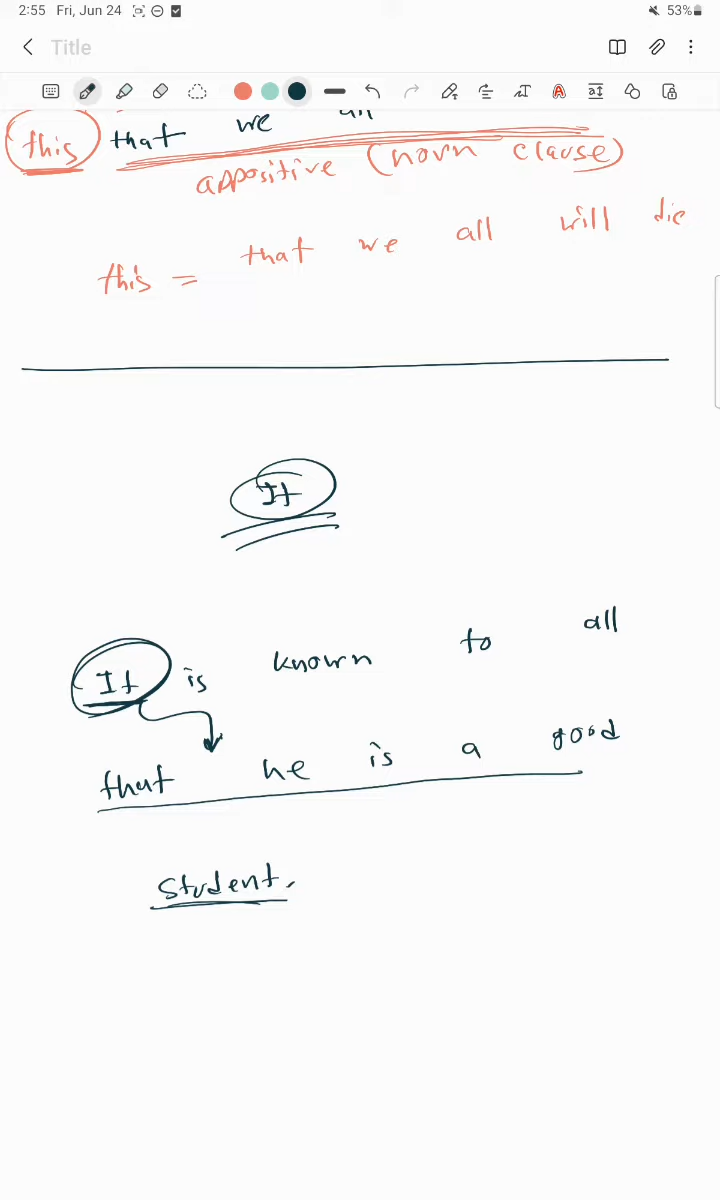 2:55 Fri, Jun 24 53%
Title
this that we all
appositive (noun clause)
this = that we all will die
It
It is known to all
that he is a good
student.